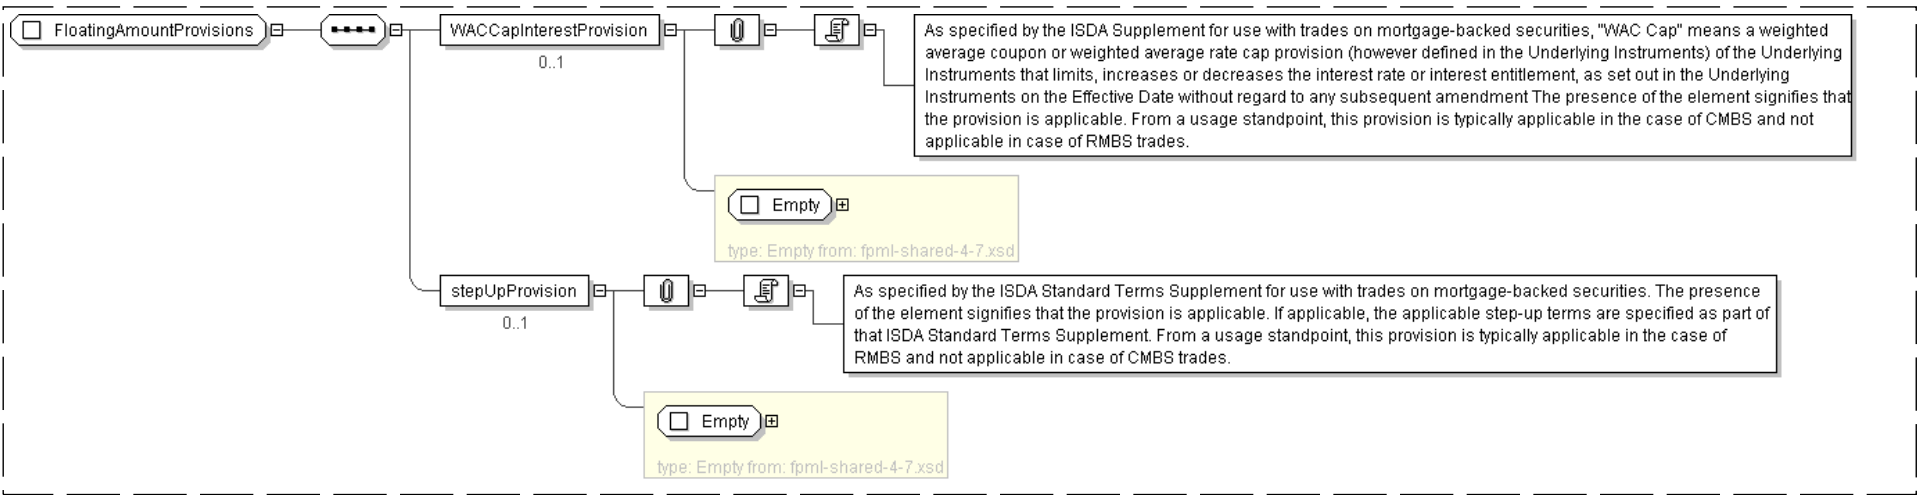 FloatingAmountProvisions
WACCapInterestProvision
0..1
As specified by the ISDA Supplement for use with trades on mortgage-backed securities, "WAC Cap" means a weighted
average coupon or weighted average rate cap provision (however defined in the Underlying Instruments) of the Underlying
Instruments that limits, increases or decreases the interest rate or interest entitlement, as set out in the Underlying
Instruments on the Effective Date without regard to any subsequent amendment The presence of the element signifies that
the provision is applicable. From a usage standpoint, this provision is typically applicable in the case of CMBS and not
applicable in case of RMBS trades.
Empty
type: Empty from: fpml-shared-4-7.xsd
stepUpProvision
0..1
As specified by the ISDA Standard Terms Supplement for use with trades on mortgage-backed securities. The presence
of the element signifies that the provision is applicable. If applicable, the applicable step-up terms are specified as part of
that ISDA Standard Terms Supplement. From a usage standpoint, this provision is typically applicable in the case of
RMBS and not applicable in case of CMBS trades.
Empty
type: Empty from: fpml-shared-4-7.xsd